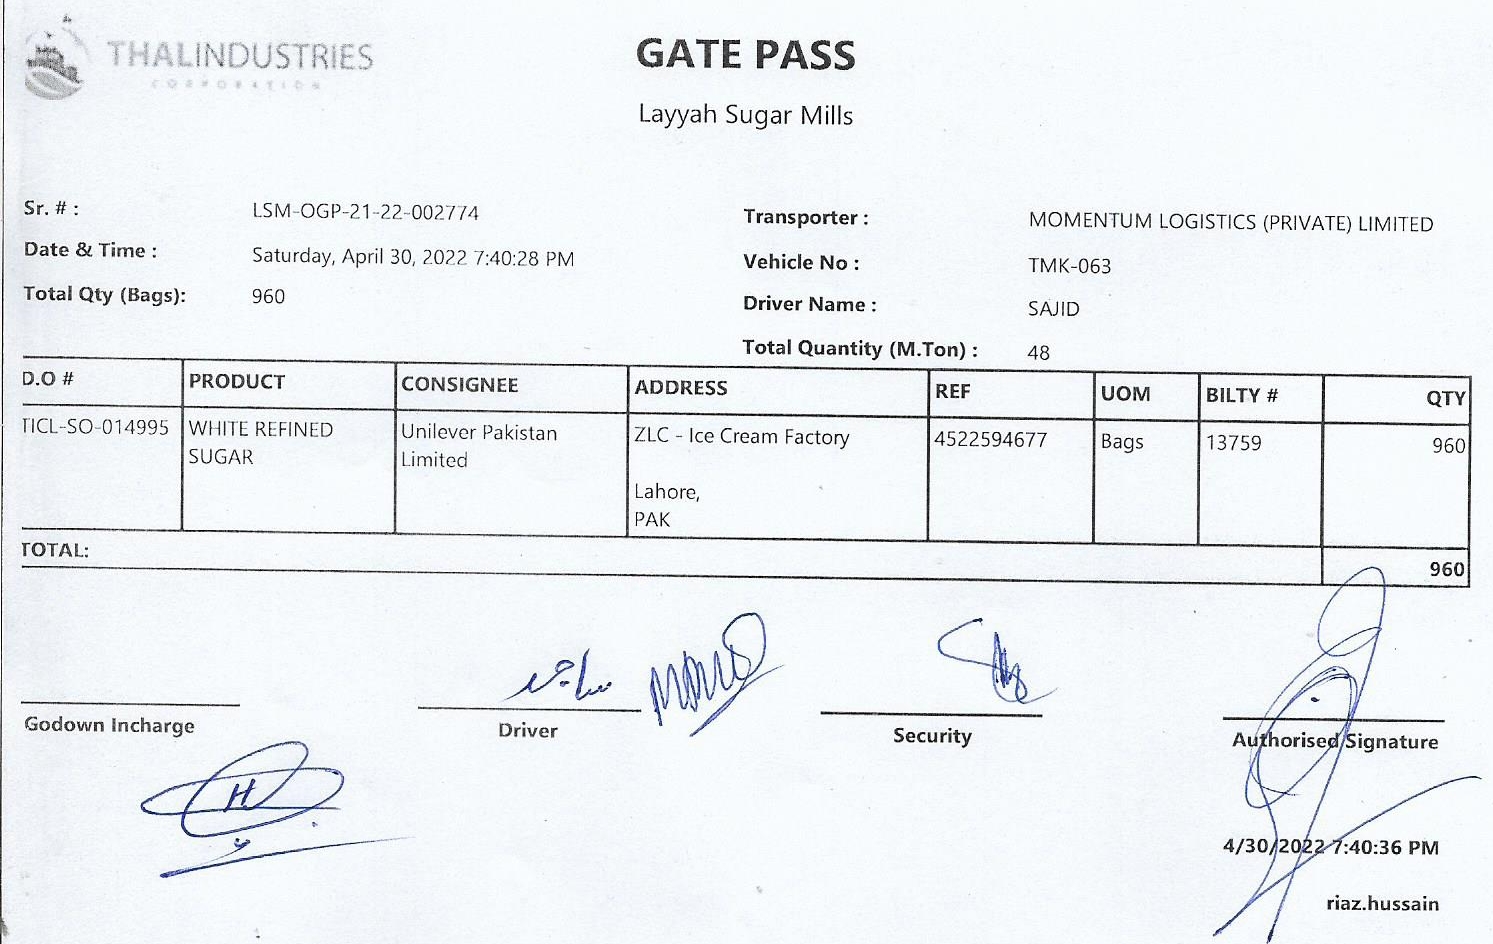 THALINDUSTRIES
CORPORATION
GATE PASS
Layyah Sugar Mills
Sr. # : LSM-OGP-21-22-002774
Date & Time : Saturday, April 30, 2022 7:40:28 PM
Total Qty (Bags): 960
Transporter : MOMENTUM LOGISTICS (PRIVATE) LIMITED
Vehicle No : TMK-063
Driver Name : SAJID
Total Quantity (M.Ton) : 48
D.O # PRODUCT CONSIGNEE ADDRESS REF UOM BILTY # QTY
TICL-SO-014995 WHITE REFINED Unilever Pakistan ZLC - Ice Cream Factory 4522594677 Bags 13759 960
SUGAR Limited
Lahore,
PAK
TOTAL: 960
ساجد
Godown Incharge Driver Security Authorised Signature
4/30/2022 7:40:36 PM
riaz.hussain